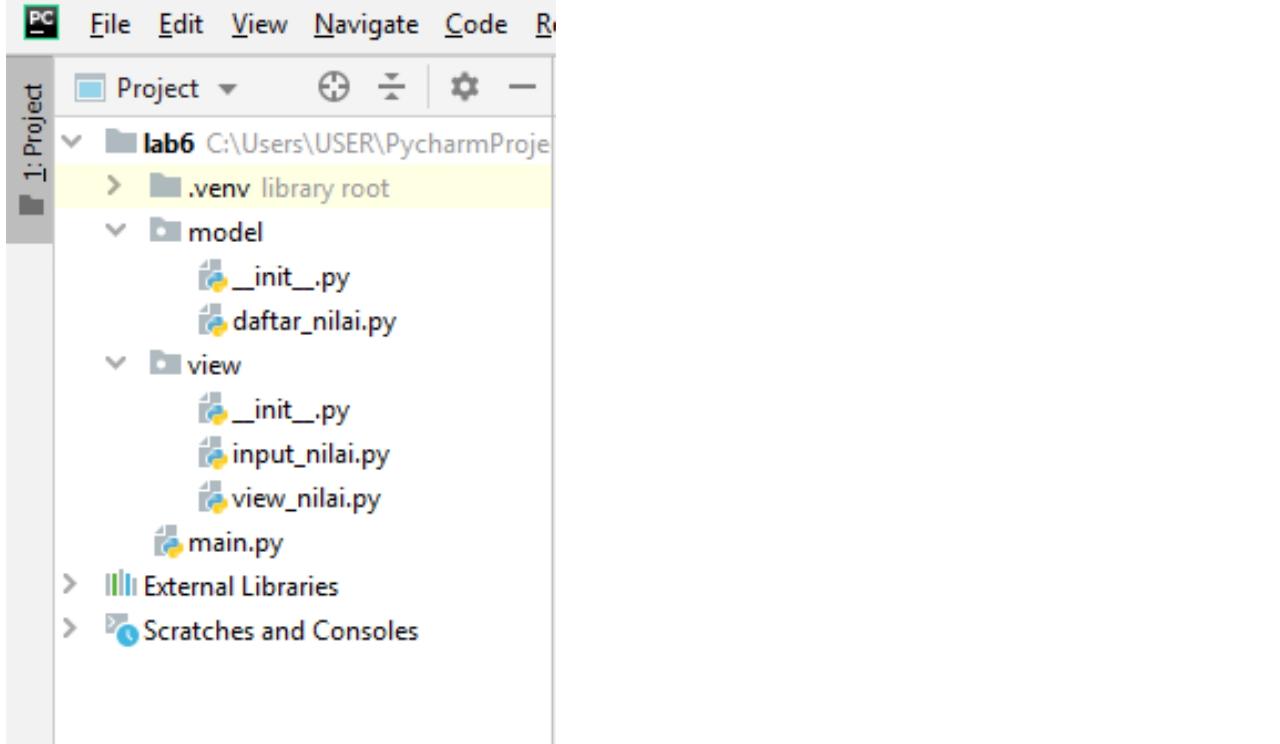 PC File Edit View Navigate Code
1: Project
Project
lab6 C:\Users\USER\PycharmProje
.venv library root
model
__init__.py
daftar_nilai.py
view
__init__.py
input_nilai.py
view_nilai.py
main.py
External Libraries
Scratches and Consoles